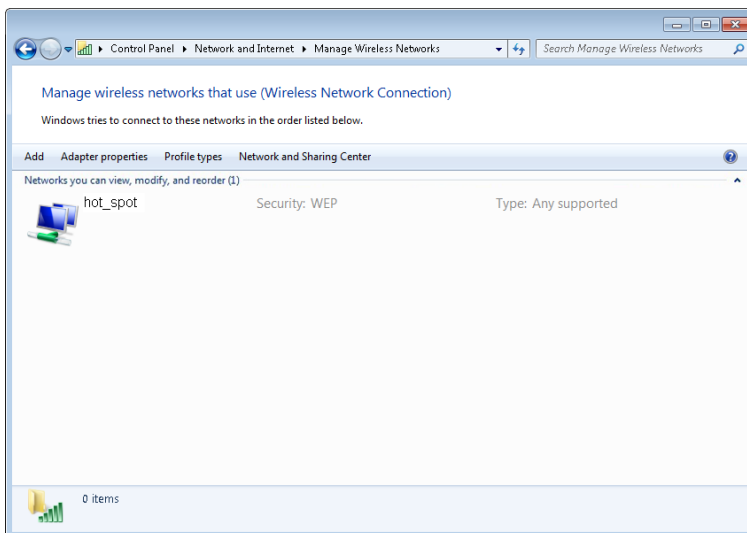 Control Panel Network and Internet Manage Wireless Networks Search Manage Wireless Networks
Manage wireless networks that use (Wireless Network Connection)
Windows tries to connect to these networks in the order listed below.
Add Adapter properties Profile types Network and Sharing Center
Networks you can view, modify, and reorder (1)
hot_spot Security: WEP Type: Any supported
0 items